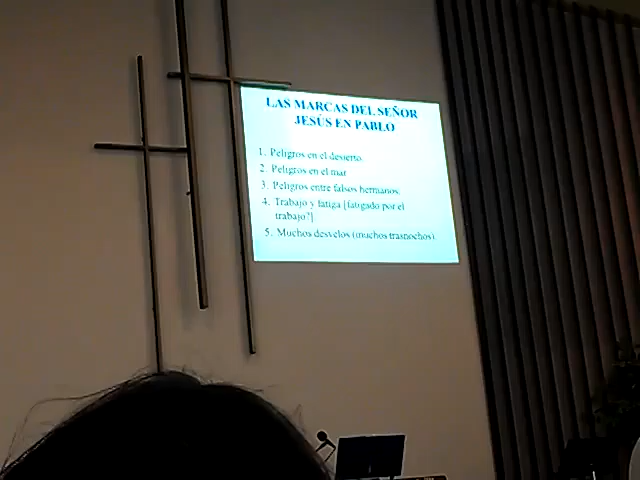 LAS MARCAS DEL SEÑOR
JESÚS EN PABLO
1. Peligros en el desierto.
2. Peligros en el mar
3. Peligros entre falsos hermanos.
4. Trabajo y fatiga [fatigado por el
trabajo?]
5. Muchos desvelos (muchos trasnochos).